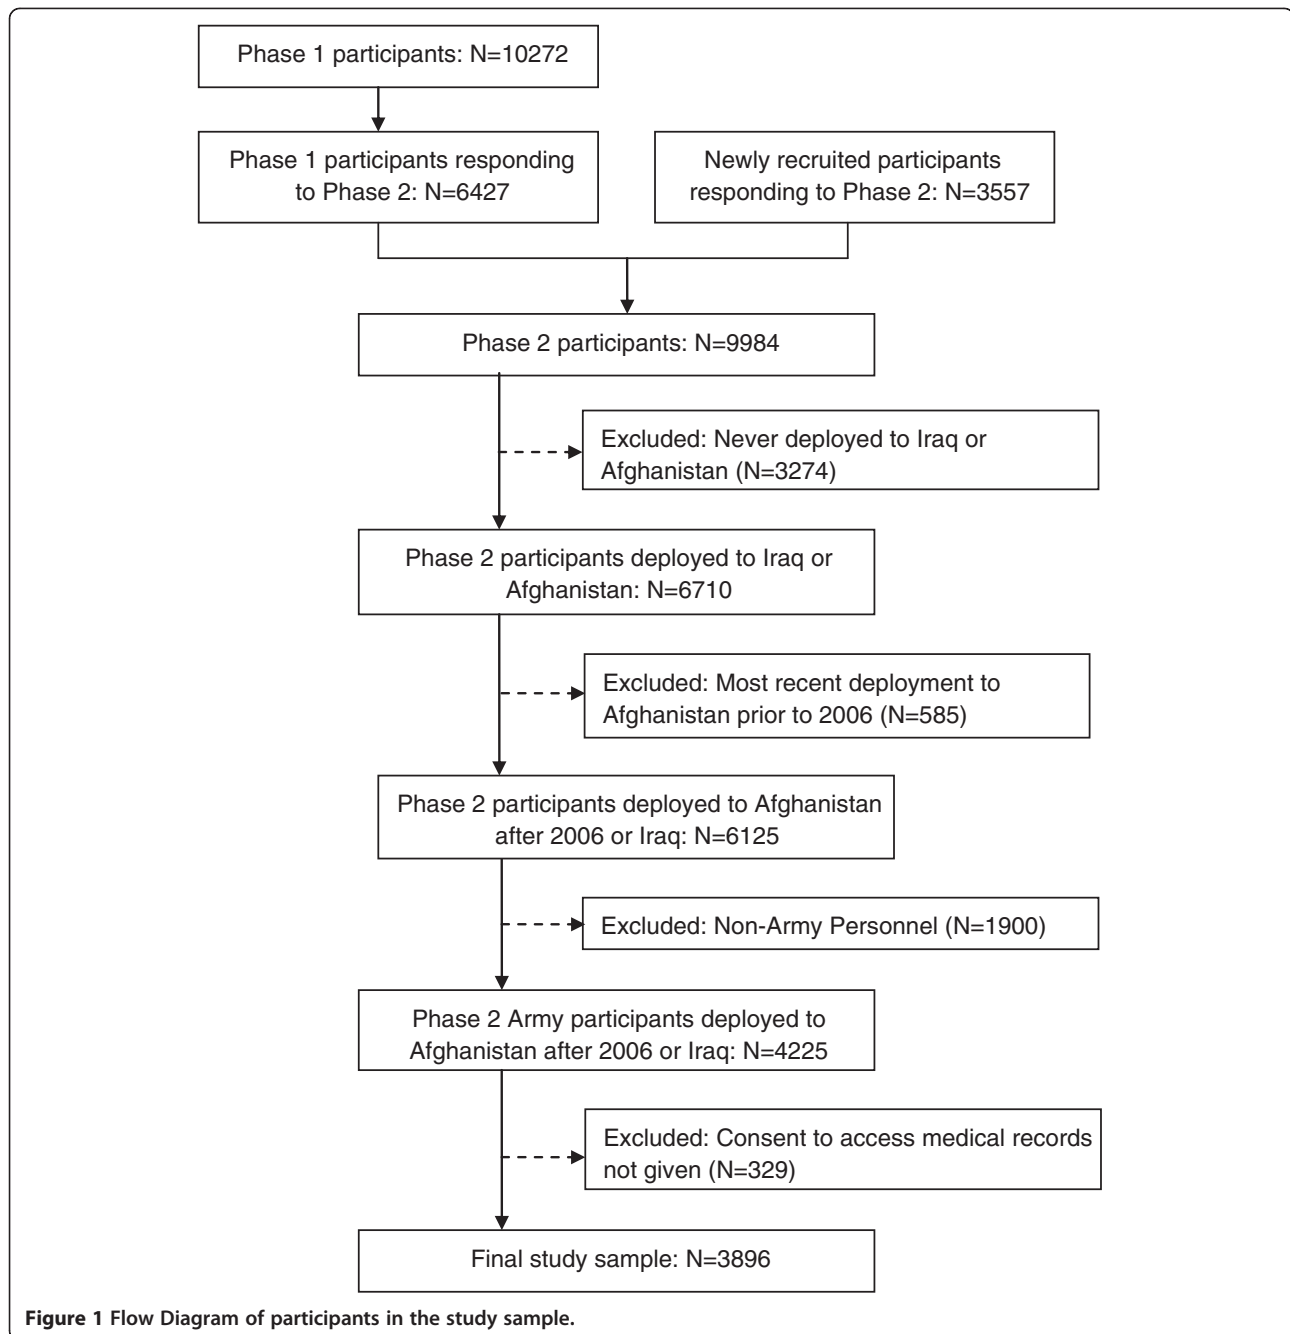 Phase 1 participants: N=10272
Phase 1 participants responding
to Phase 2: N=6427
Newly recruited participants
responding to Phase 2: N=3557
Phase 2 participants: N=9984
Excluded: Never deployed to Iraq or
Afghanistan (N=3274)
Phase 2 participants deployed to Iraq or
Afghanistan: N=6710
Excluded: Most recent deployment to
Afghanistan prior to 2006 (N=585)
Phase 2 participants deployed to Afghanistan
after 2006 or Iraq: N=6125
Excluded: Non-Army Personnel (N=1900)
Phase 2 Army participants deployed to
Afghanistan after 2006 or Iraq: N=4225
Excluded: Consent to access medical records
not given (N=329)
Final study sample: N=3896
Figure 1 Flow Diagram of participants in the study sample.